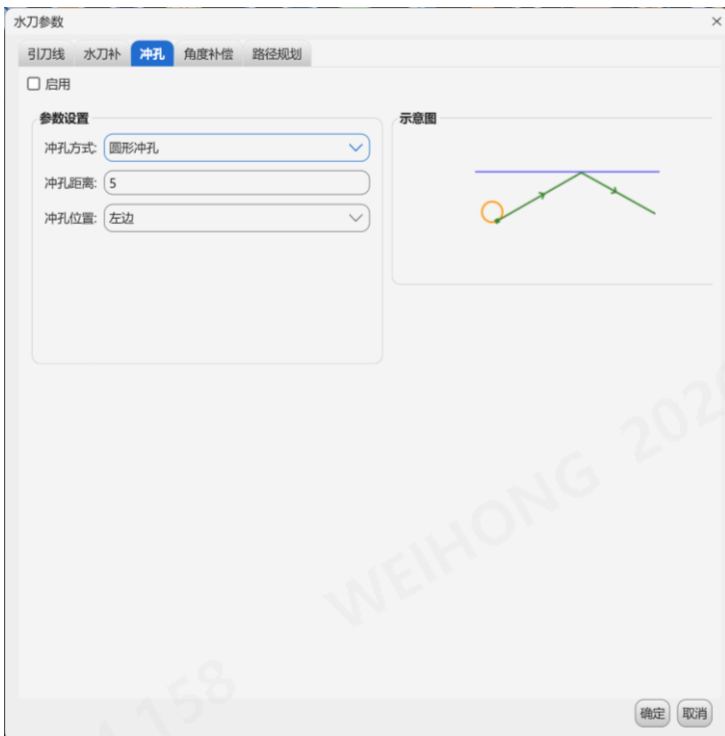 水刀参数
引刀线 水刀补 冲孔 角度补偿 路径规划
启用
参数设置
冲孔方式: 圆形冲孔
冲孔距离: 5
冲孔位置: 左边
示意图
WEIHONG 202
1158
确定 取消